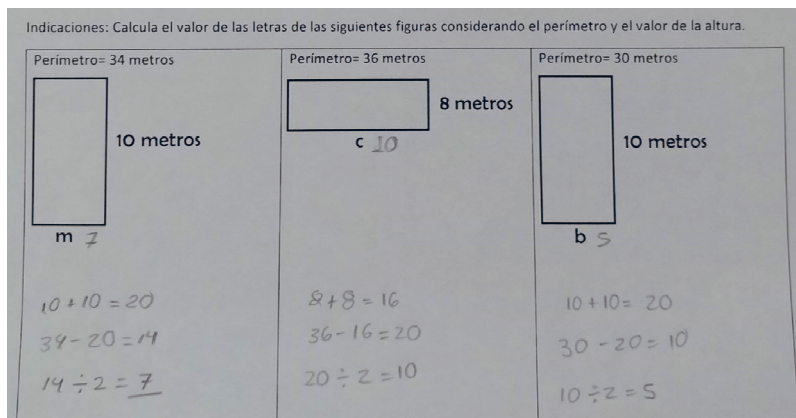 Indicaciones: Calcula el valor de las letras de las siguientes figuras considerando el perímetro y el valor de la altura.
Perímetro= 34 metros
10 metros
m 7
10 + 10 = 20
34 - 20 = 14
14 ÷ 2 = 7
Perímetro= 36 metros
8 metros
c 10
8 + 8 = 16
36 - 16 = 20
20 ÷ 2 = 10
Perímetro= 30 metros
10 metros
b 5
10 + 10 = 20
30 - 20 = 10
10 ÷ 2 = 5